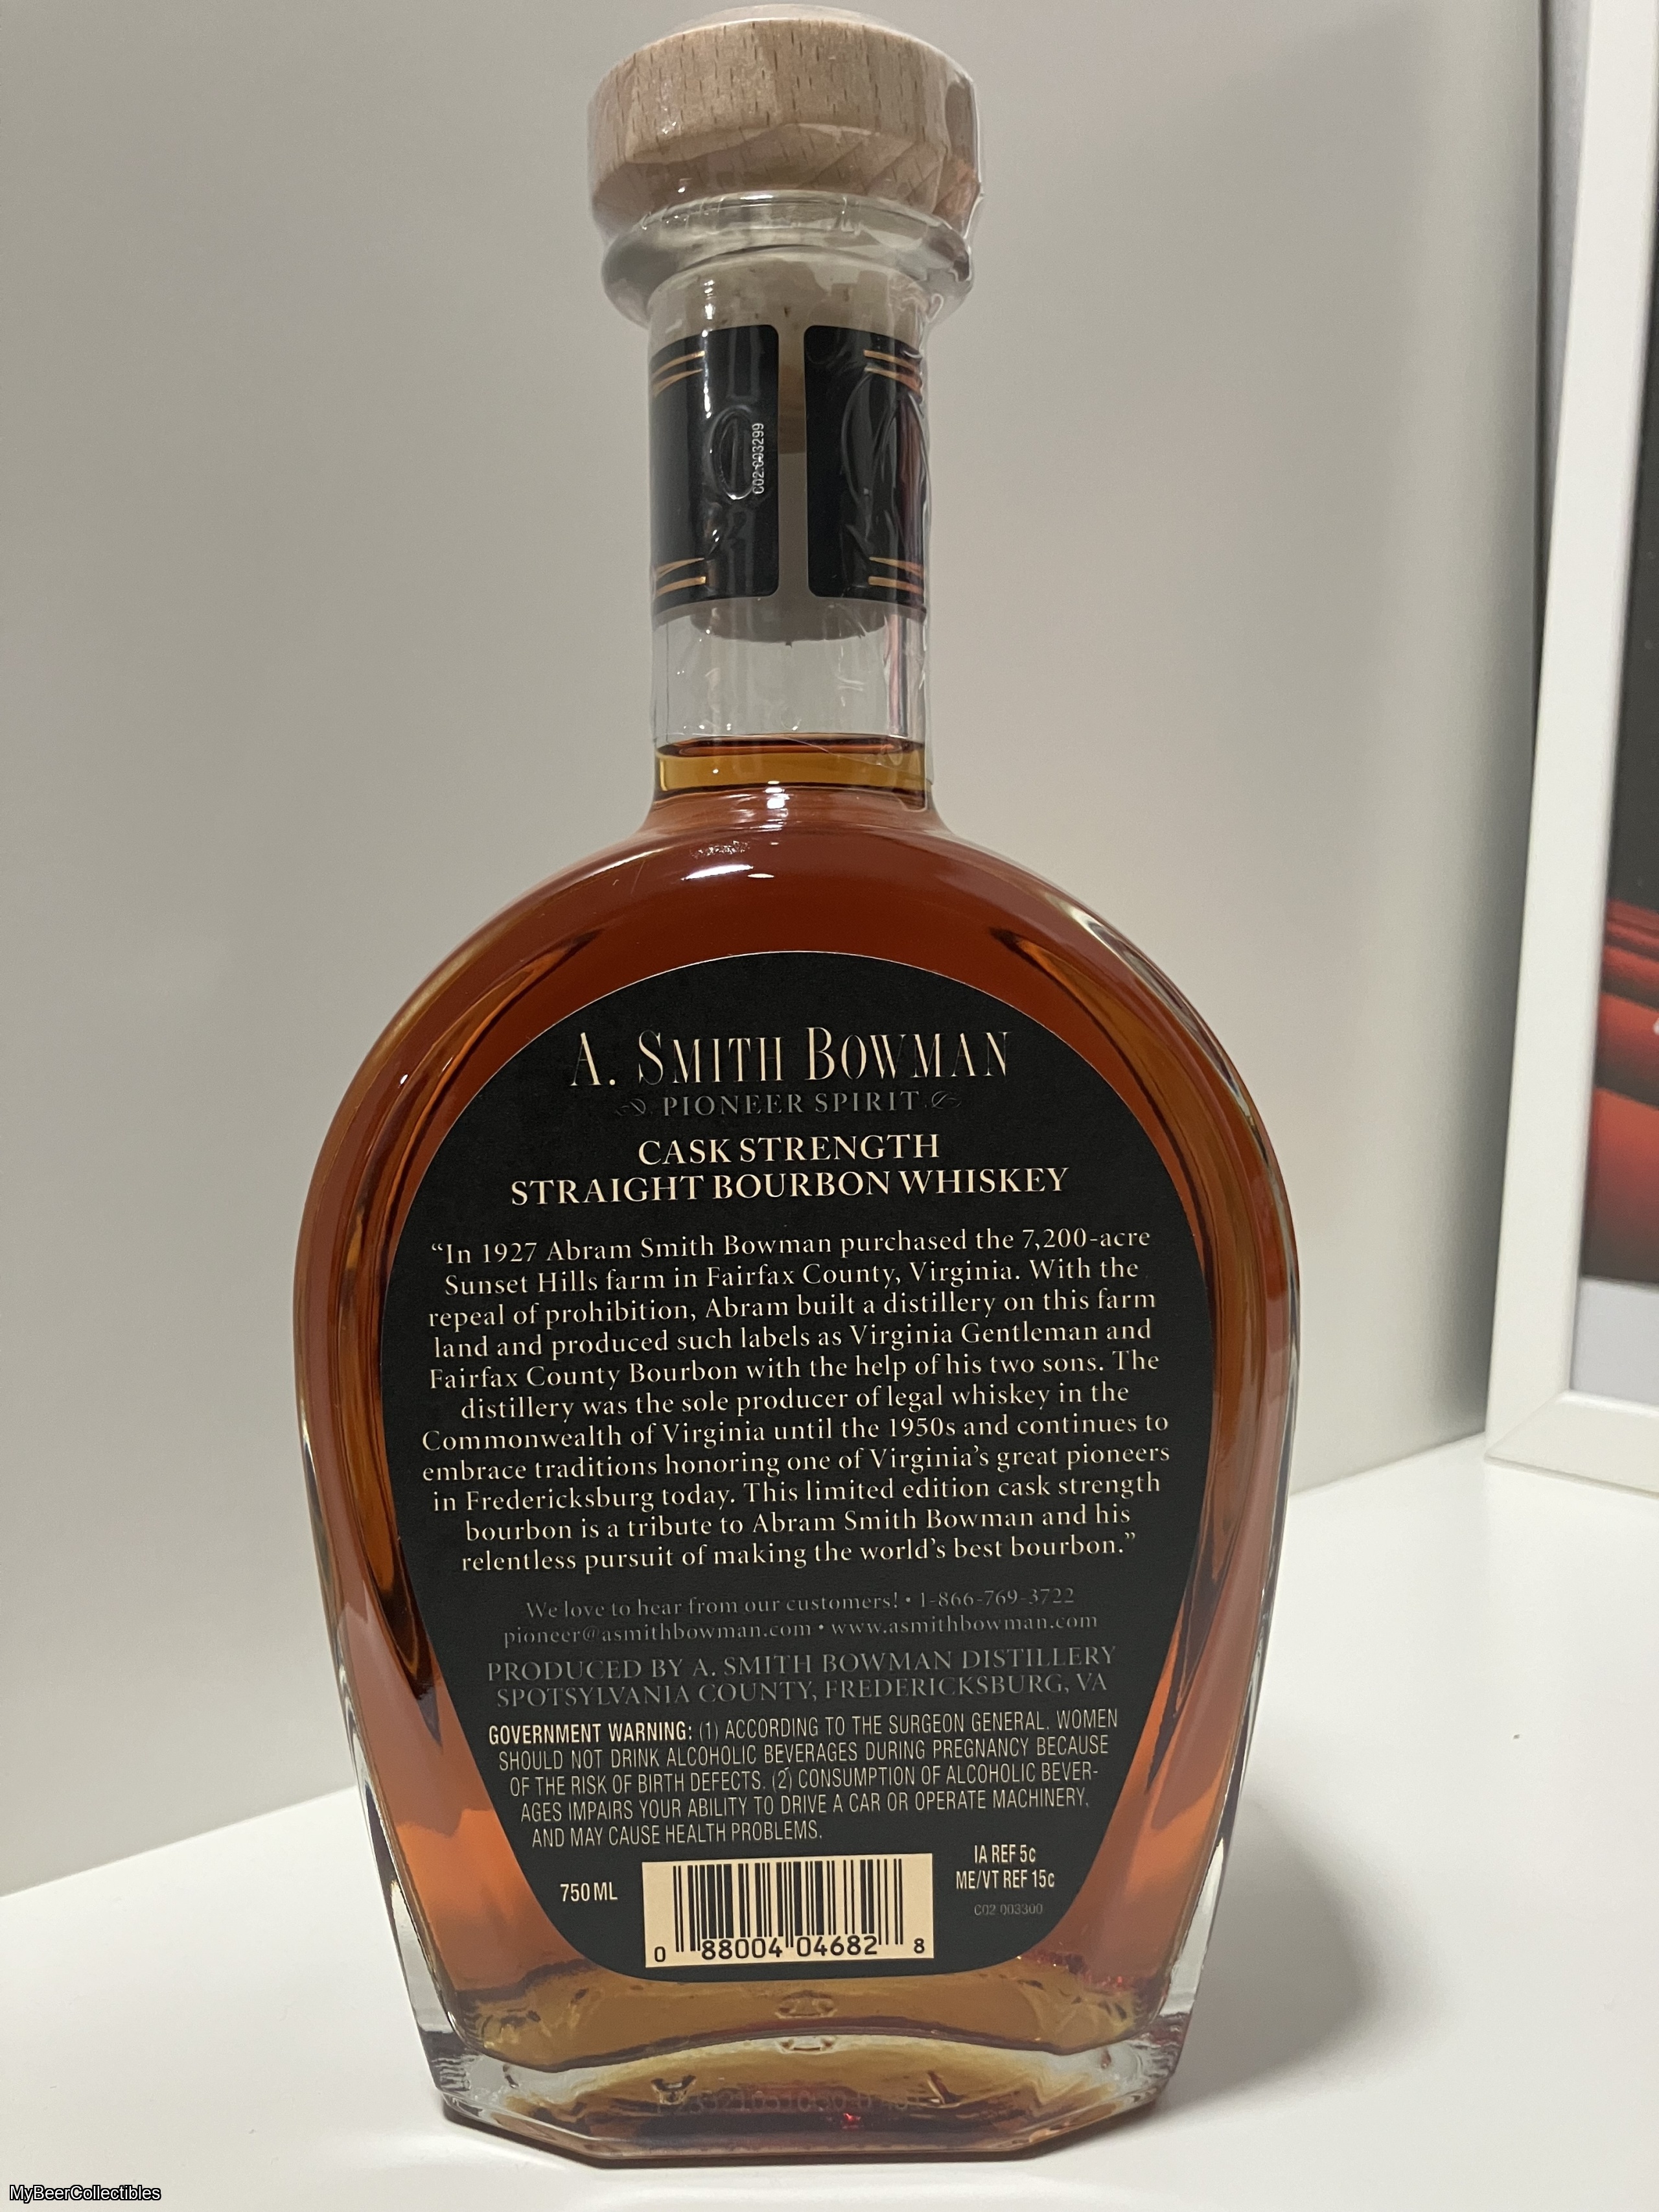 C02.003299
A. SMITH BOWMAN
PIONEER SPIRIT
CASK STRENGTH
STRAIGHT BOURBON WHISKEY
“In 1927 Abram Smith Bowman purchased the 7,200-acre
Sunset Hills farm in Fairfax County, Virginia. With the
repeal of prohibition, Abram built a distillery on this farm
land and produced such labels as Virginia Gentleman and
Fairfax County Bourbon with the help of his two sons. The
distillery was the sole producer of legal whiskey in the
Commonwealth of Virginia until the 1950s and continues to
embrace traditions honoring one of Virginia’s great pioneers
in Fredericksburg today. This limited edition cask strength
bourbon is a tribute to Abram Smith Bowman and his
relentless pursuit of making the world’s best bourbon.”
We love to hear from our customers! • 1-866-769-3722
pioneer@asmithbowman.com • www.asmithbowman.com
PRODUCED BY A. SMITH BOWMAN DISTILLERY
SPOTSYLVANIA COUNTY, FREDERICKSBURG, VA
GOVERNMENT WARNING: (1) ACCORDING TO THE SURGEON GENERAL, WOMEN
SHOULD NOT DRINK ALCOHOLIC BEVERAGES DURING PREGNANCY BECAUSE
OF THE RISK OF BIRTH DEFECTS. (2) CONSUMPTION OF ALCOHOLIC BEVER-
AGES IMPAIRS YOUR ABILITY TO DRIVE A CAR OR OPERATE MACHINERY,
AND MAY CAUSE HEALTH PROBLEMS.
750 ML
IA REF 5c
ME/VT REF 15c
C02 003300
0 88004 04682 8
MyBeerCollectibles